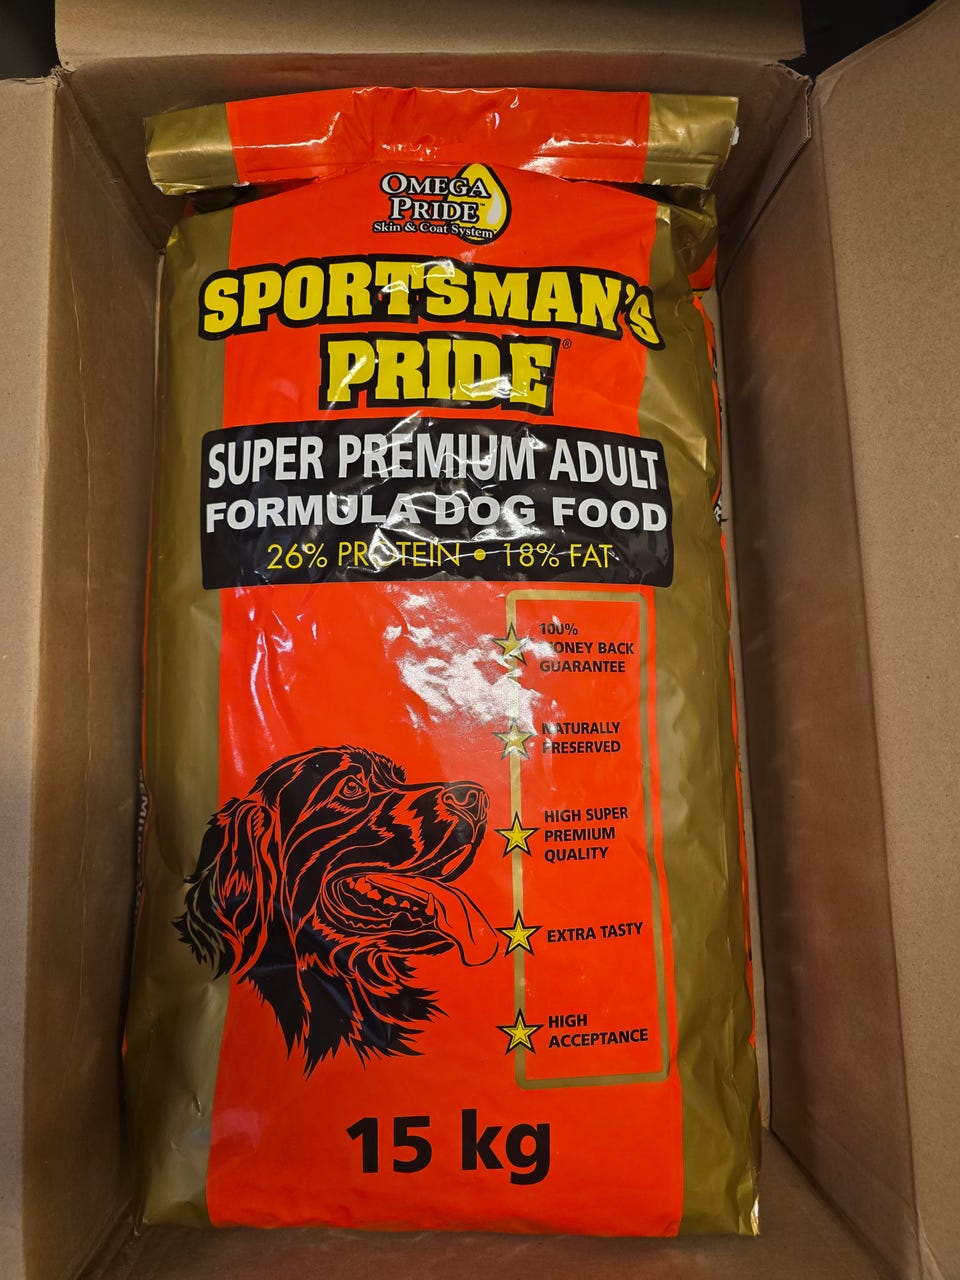 OMEGA
PRIDE™
Skin & Coat System
SPORTSMAN'S
PRIDE®
SUPER PREMIUM ADULT
FORMULA DOG FOOD
26% PROTEIN • 18% FAT
100%
MONEY BACK
GUARANTEE
NATURALLY
PRESERVED
HIGH SUPER
PREMIUM
QUALITY
EXTRA TASTY
HIGH
ACCEPTANCE
15 kg